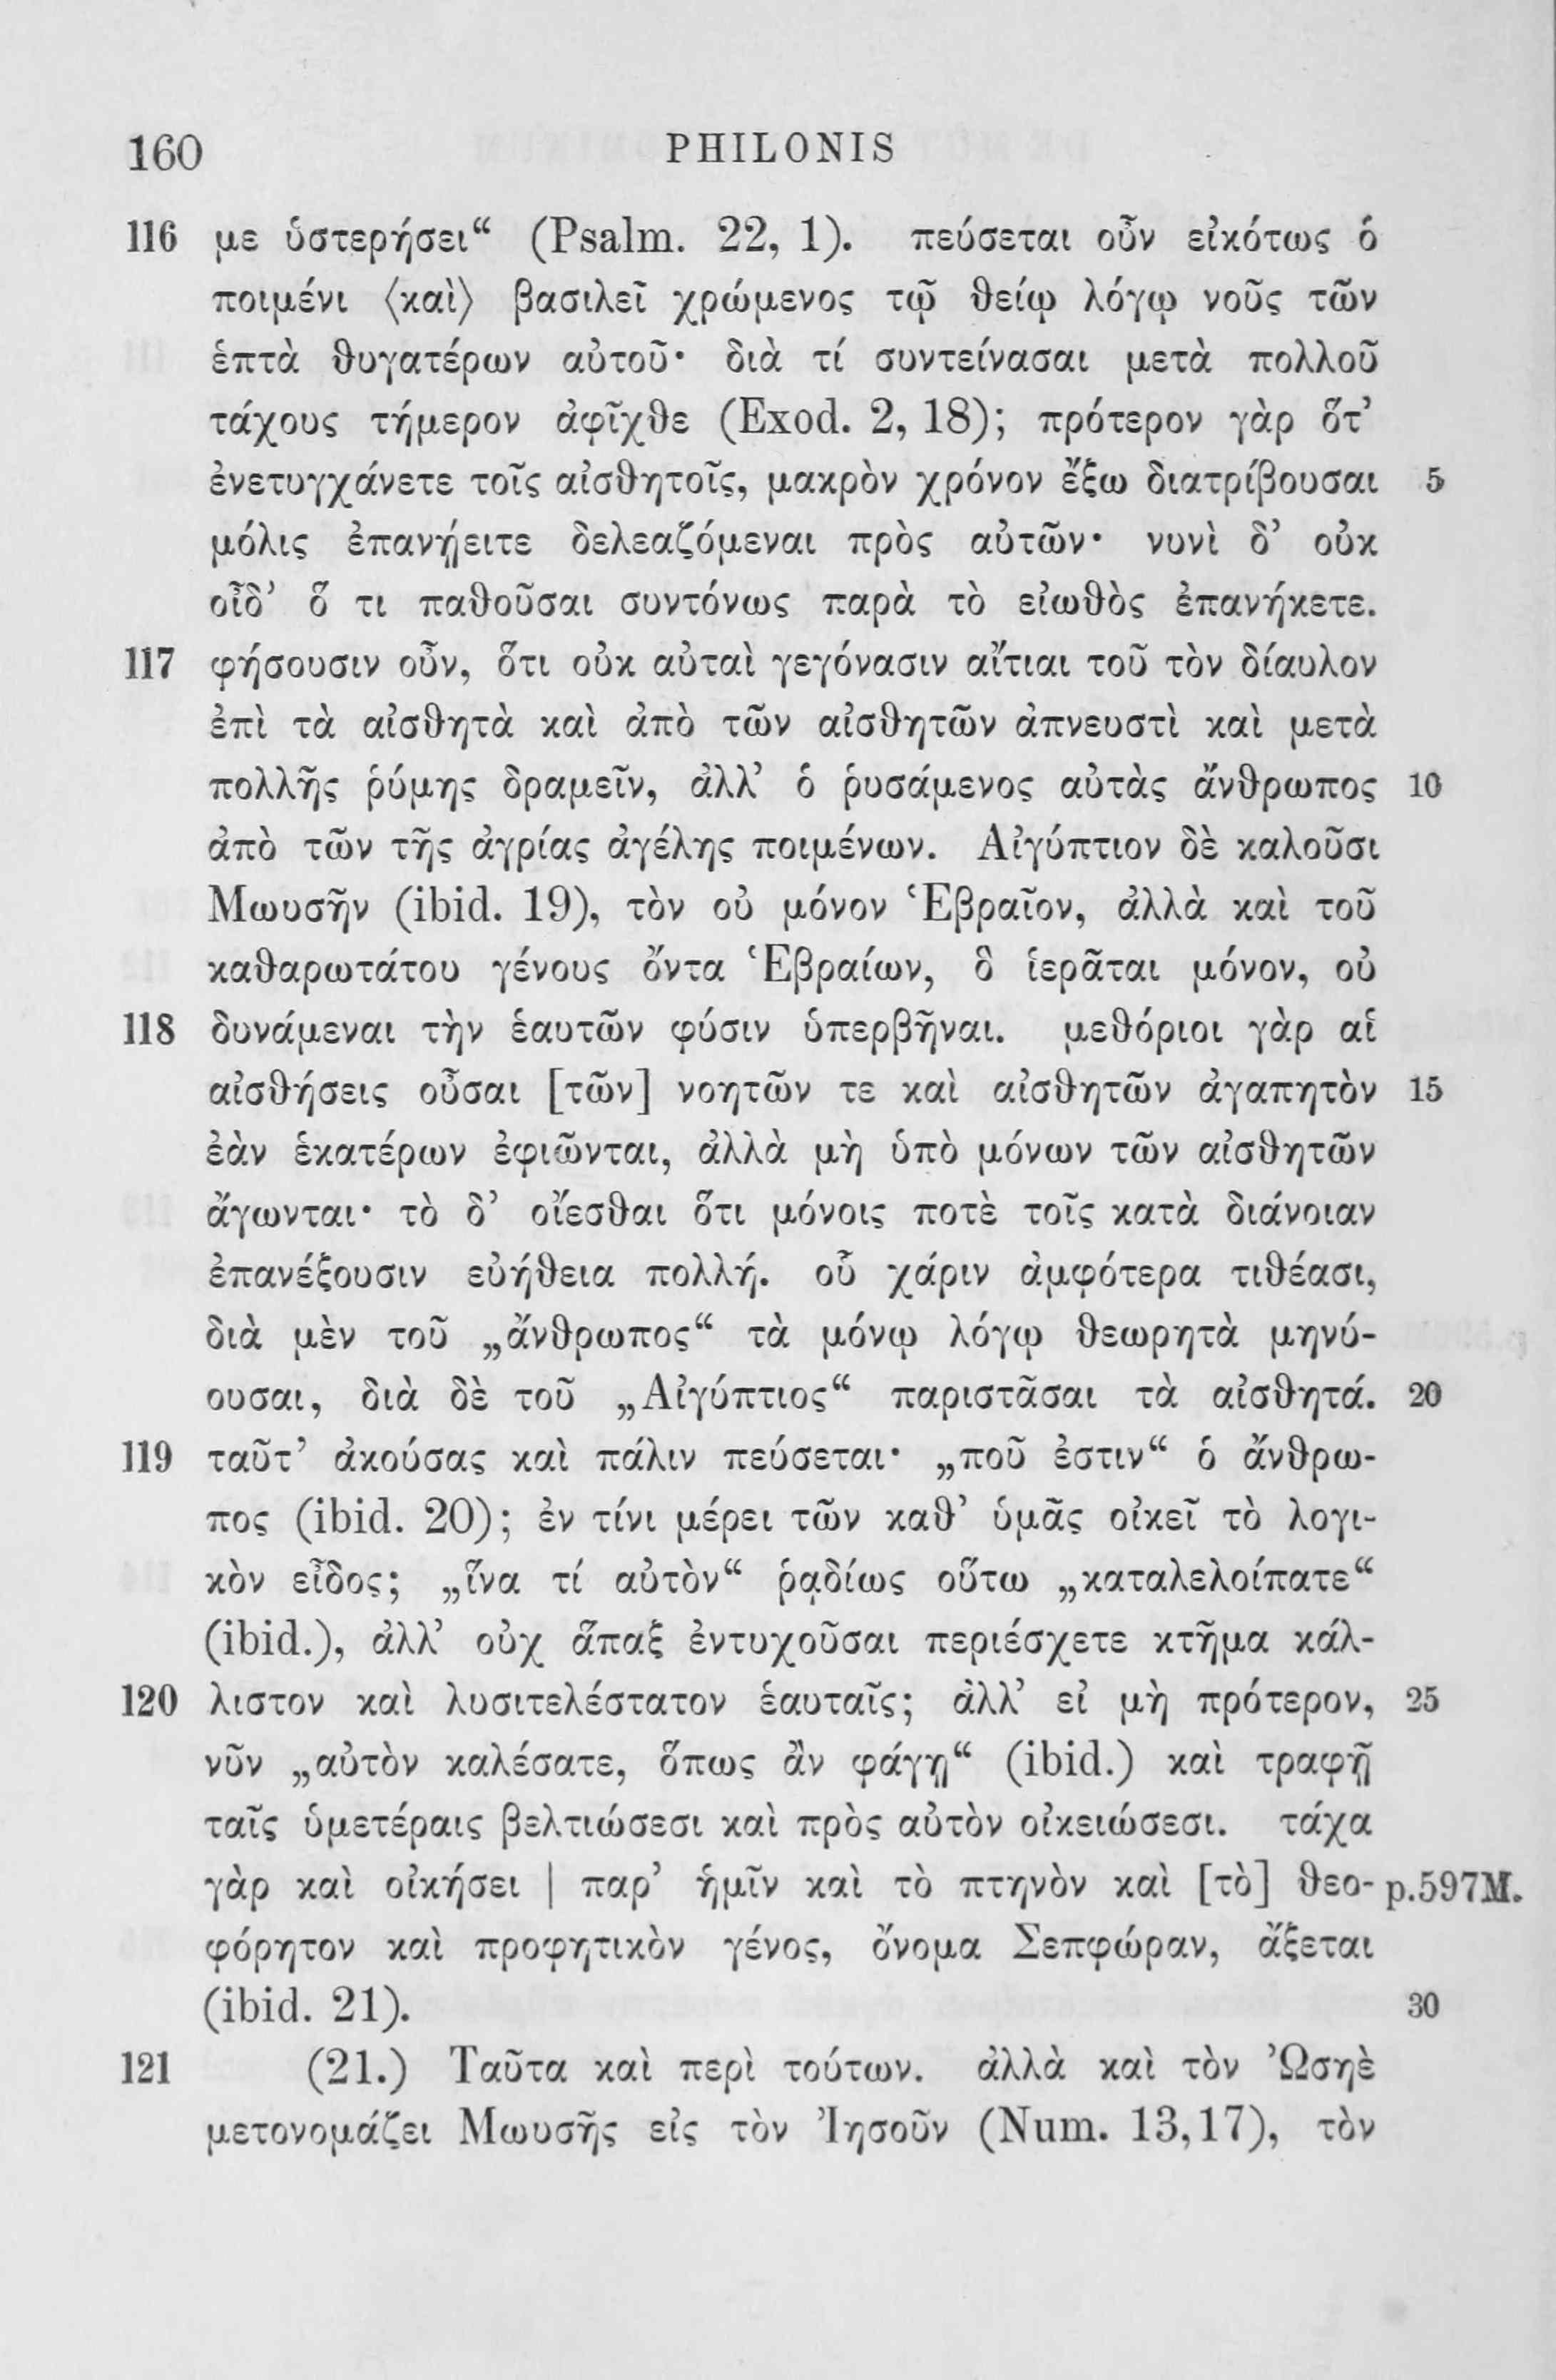 160 PHILONIS
116 με ὑστερήσει“ (Psalm. 22, 1). πεύσεται οὖν εἰκότως ὁ
ποιμένι ⟨καὶ⟩ βασιλεῖ χρώμενος τῷ θείῳ λόγῳ νοῦς τῶν
ἑπτὰ θυγατέρων αὐτοῦ· διὰ τί συντείνασαι μετὰ πολλοῦ
τάχους τήμερον ἀφῖχθε (Exod. 2, 18); πρότερον γὰρ ὅτ’
ἐνετυγχάνετε τοῖς αἰσθητοῖς, μακρὸν χρόνον ἔξω διατρίβουσαι 5
μόλις ἐπανῄειτε δελεαζόμεναι πρὸς αὐτῶν· νυνὶ δ’ οὐκ
οἶδ’ ὅ τι παθοῦσαι συντόνως παρὰ τὸ εἰωθὸς ἐπανήκετε.
117 φήσουσιν οὖν, ὅτι οὐκ αὐταὶ γεγόνασιν αἴτιαι τοῦ τὸν δίαυλον
ἐπὶ τὰ αἰσθητὰ καὶ ἀπὸ τῶν αἰσθητῶν ἀπνευστὶ καὶ μετὰ
πολλῆς ῥύμης δραμεῖν, ἀλλ’ ὁ ῥυσάμενος αὐτὰς ἄνθρωπος 10
ἀπὸ τῶν τῆς ἀγρίας ἀγέλης ποιμένων. Αἰγύπτιον δὲ καλοῦσι
Μωυσῆν (ibid. 19), τὸν οὐ μόνον Ἑβραῖον, ἀλλὰ καὶ τοῦ
καθαρωτάτου γένους ὄντα Ἑβραίων, ὃ ἱερᾶται μόνον, οὐ
118 δυνάμεναι τὴν ἑαυτῶν φύσιν ὑπερβῆναι. μεθόριοι γὰρ αἱ
αἰσθήσεις οὖσαι [τῶν] νοητῶν τε καὶ αἰσθητῶν ἀγαπητὸν 15
ἐὰν ἑκατέρων ἐφιῶνται, ἀλλὰ μὴ ὑπὸ μόνων τῶν αἰσθητῶν
ἄγωνται· τὸ δ’ οἴεσθαι ὅτι μόνοις ποτὲ τοῖς κατὰ διάνοιαν
ἐπανέξουσιν εὐήθεια πολλή. οὗ χάριν ἀμφότερα τιθέασι,
διὰ μὲν τοῦ „ἄνθρωπος“ τὰ μόνῳ λόγῳ θεωρητὰ μηνύ-
ουσαι, διὰ δὲ τοῦ „Αἰγύπτιος“ παριστᾶσαι τὰ αἰσθητά. 20
119 ταῦτ’ ἀκούσας καὶ πάλιν πεύσεται· „ποῦ ἐστιν“ ὁ ἄνθρω-
πος (ibid. 20); ἐν τίνι μέρει τῶν καθ’ ὑμᾶς οἰκεῖ τὸ λογι-
κὸν εἶδος; „ἵνα τί αὐτὸν“ ῥᾳδίως οὕτω „καταλελοίπατε“
(ibid.), ἀλλ’ οὐχ ἅπαξ ἐντυχοῦσαι περιέσχετε κτῆμα κάλ-
120 λιστον καὶ λυσιτελέστατον ἑαυταῖς; ἀλλ’ εἰ μὴ πρότερον, 25
νῦν „αὐτὸν καλέσατε, ὅπως ἂν φάγῃ“ (ibid.) καὶ τραφῇ
ταῖς ὑμετέραις βελτιώσεσι καὶ πρὸς αὐτὸν οἰκειώσεσι. τάχα
γὰρ καὶ οἰκήσει | παρ’ ἡμῖν καὶ τὸ πτηνὸν καὶ [τὸ] θεο- p.597M.
φόρητον καὶ προφητικὸν γένος, ὄνομα Σεπφώραν, ἄξεται
(ibid. 21). 30
121 (21.) Ταῦτα καὶ περὶ τούτων. ἀλλὰ καὶ τὸν Ὠσηὲ
μετονομάζει Μωυσῆς εἰς τὸν Ἰησοῦν (Num. 13,17), τὸν